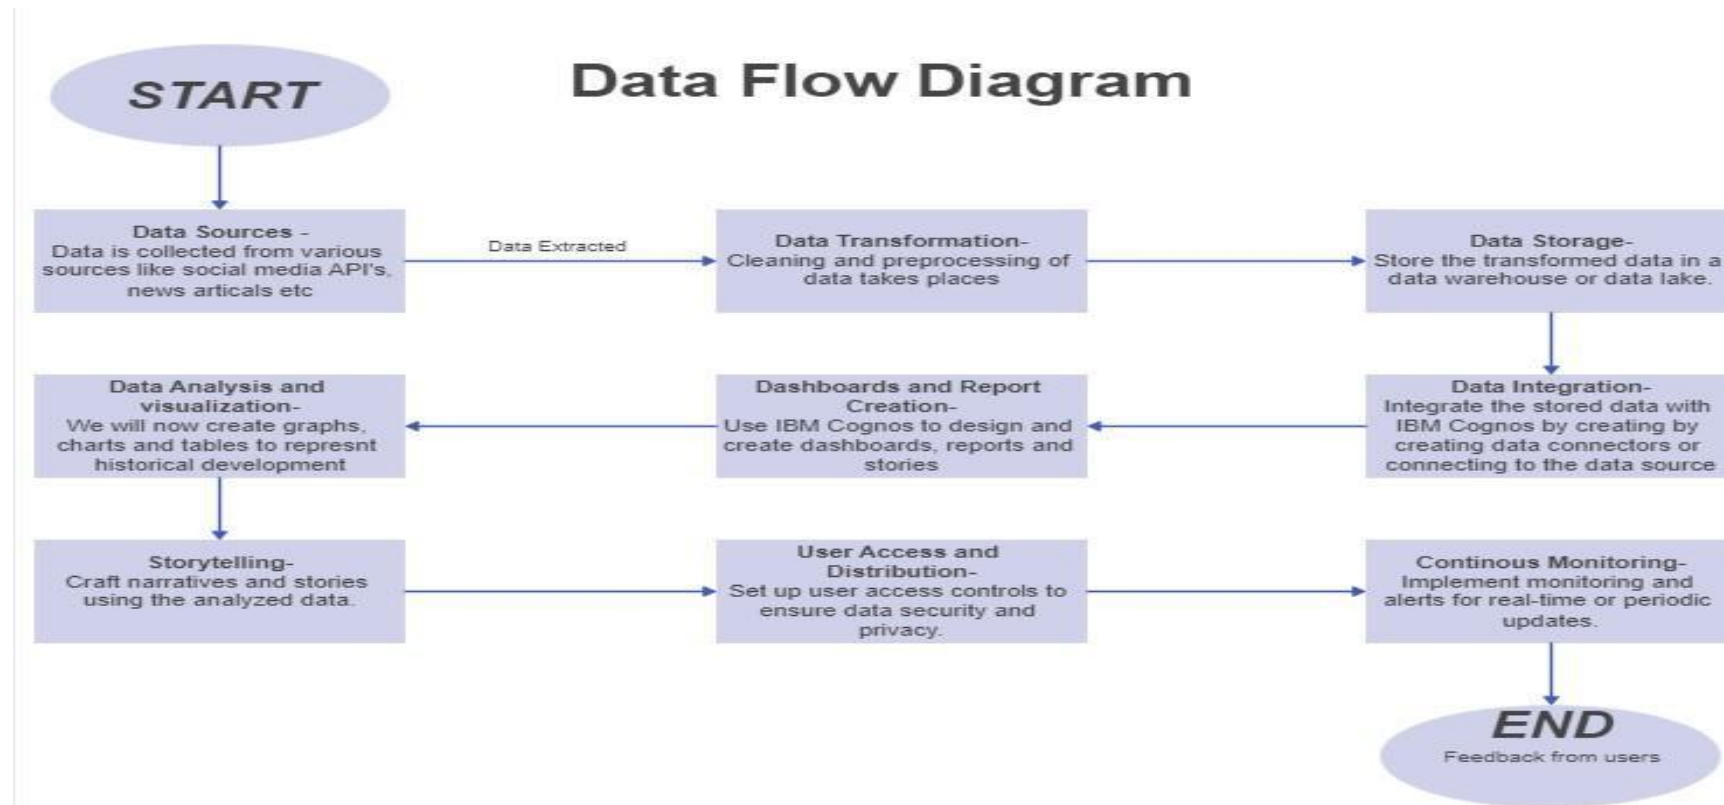 START
Data Flow Diagram
Data Sources -
Data is collected from various
sources like social media API's,
news articals etc
Data Extracted
Data Transformation-
Cleaning and preprocessing of
data takes places
Data Storage-
Store the transformed data in a
data warehouse or data lake.
Data Integration-
Integrate the stored data with
IBM Cognos by creating by
creating data connectors or
connecting to the data source
Dashboards and Report
Creation-
Use IBM Cognos to design and
create dashboards, reports and
stories
Data Analysis and
visualization-
We will now create graphs,
charts and tables to represnt
historical development
Storytelling-
Craft narratives and stories
using the analyzed data.
User Access and
Distribution-
Set up user access controls to
ensure data security and
privacy.
Continous Monitoring-
Implement monitoring and
alerts for real-time or periodic
updates.
END
Feedback from users